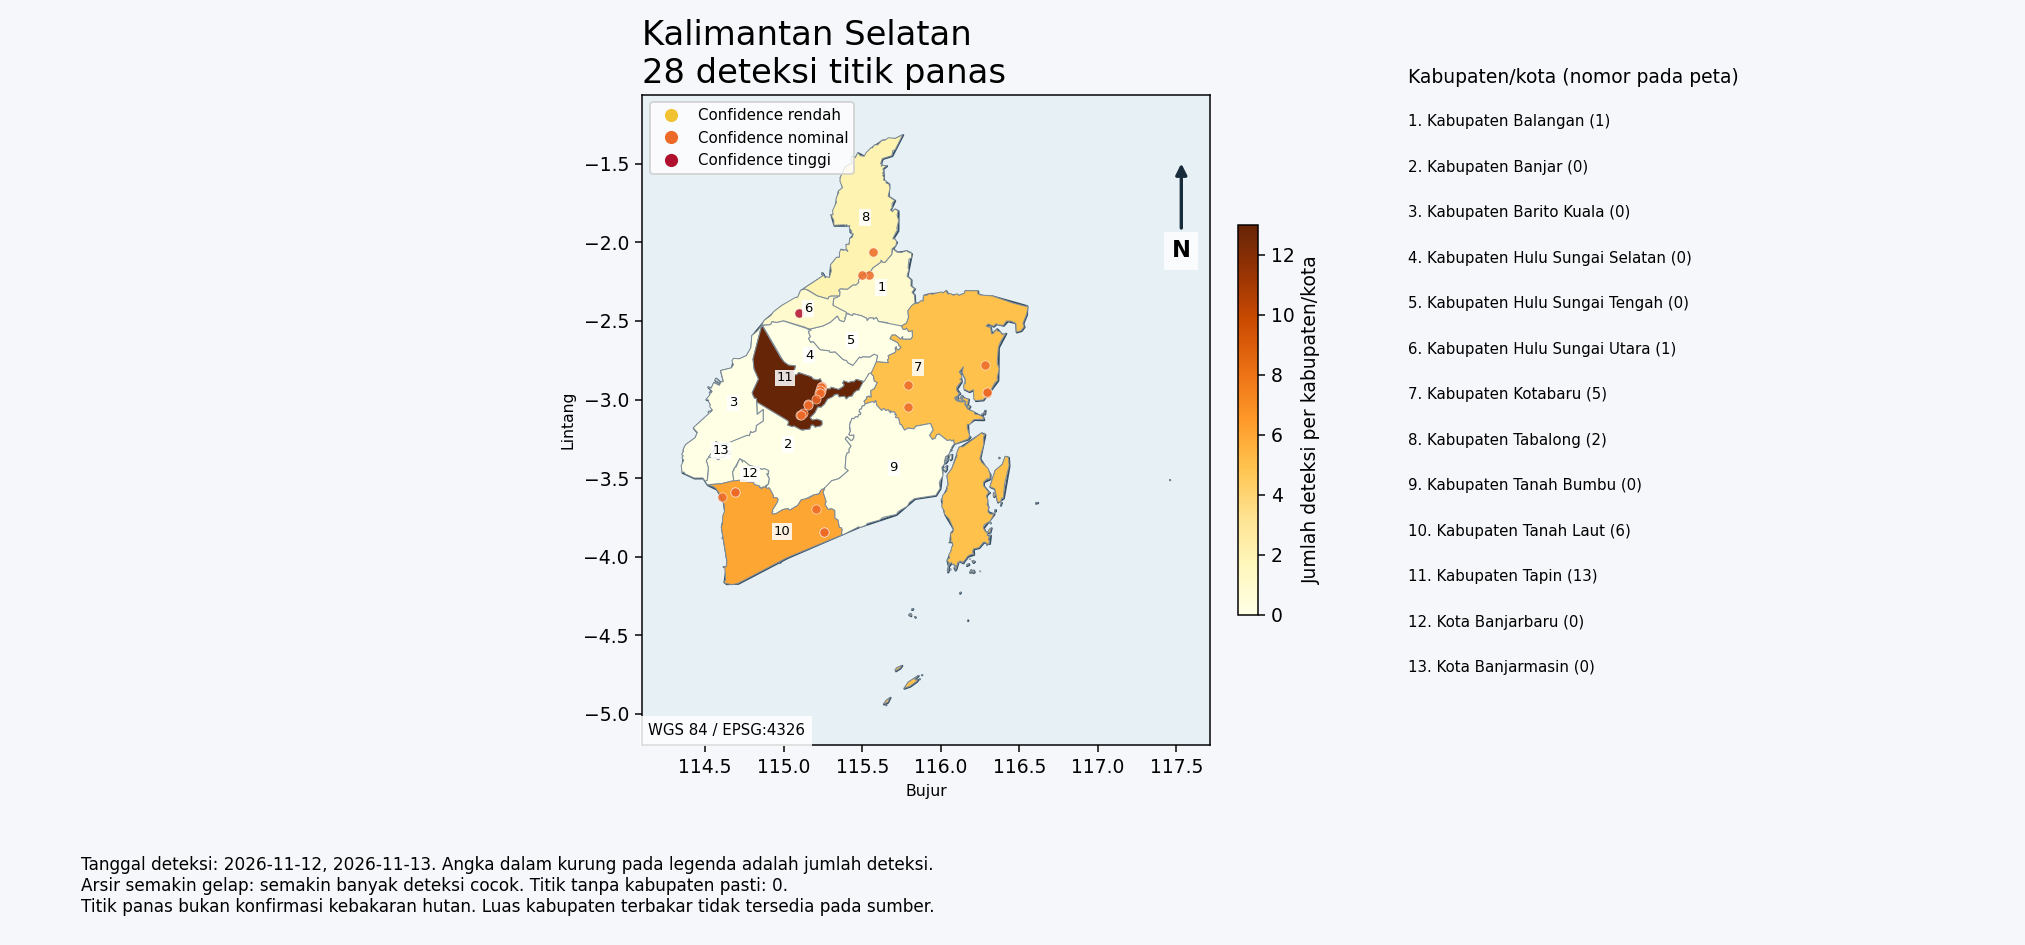 Kalimantan Selatan
28 deteksi titik panas
Confidence rendah
Confidence nominal
Confidence tinggi
N
−1.5
−2.0
−2.5
−3.0
−3.5
−4.0
−4.5
−5.0
Lintang
8
1
6
5
4
7
11
3
2
13
12
9
10
WGS 84 / EPSG:4326
114.5 115.0 115.5 116.0 116.5 117.0 117.5
Bujur
12
10
8
6
4
2
0
Jumlah deteksi per kabupaten/kota
Kabupaten/kota (nomor pada peta)
1. Kabupaten Balangan (1)
2. Kabupaten Banjar (0)
3. Kabupaten Barito Kuala (0)
4. Kabupaten Hulu Sungai Selatan (0)
5. Kabupaten Hulu Sungai Tengah (0)
6. Kabupaten Hulu Sungai Utara (1)
7. Kabupaten Kotabaru (5)
8. Kabupaten Tabalong (2)
9. Kabupaten Tanah Bumbu (0)
10. Kabupaten Tanah Laut (6)
11. Kabupaten Tapin (13)
12. Kota Banjarbaru (0)
13. Kota Banjarmasin (0)
Tanggal deteksi: 2026-11-12, 2026-11-13. Angka dalam kurung pada legenda adalah jumlah deteksi.
Arsir semakin gelap: semakin banyak deteksi cocok. Titik tanpa kabupaten pasti: 0.
Titik panas bukan konfirmasi kebakaran hutan. Luas kabupaten terbakar tidak tersedia pada sumber.